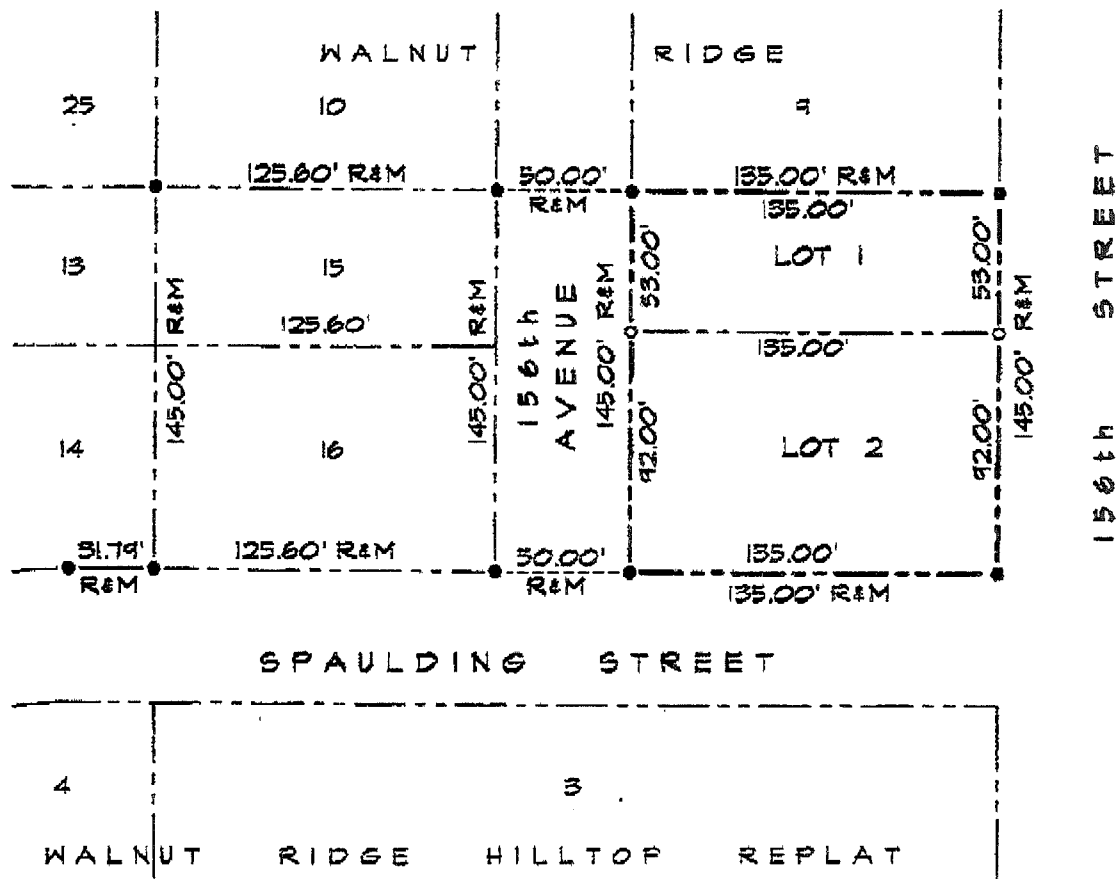 WALNUT RIDGE
25
10
9
125.60' R&M
50.00'
R&M
135.00' R&M
135.00'
13
15
LOT 1
53.00'
53.00'
125.60'
135.00'
145.00' R&M
145.00' R&M
156th
AVENUE
145.00' R&M
145.00' R&M
14
16
LOT 2
92.00'
92.00'
R&M
125.60' R&M
50.00'
R&M
135.00'
135.00' R&M
156th STREET
SPAULDING STREET
4
3
WALNUT RIDGE HILLTOP REPLAT